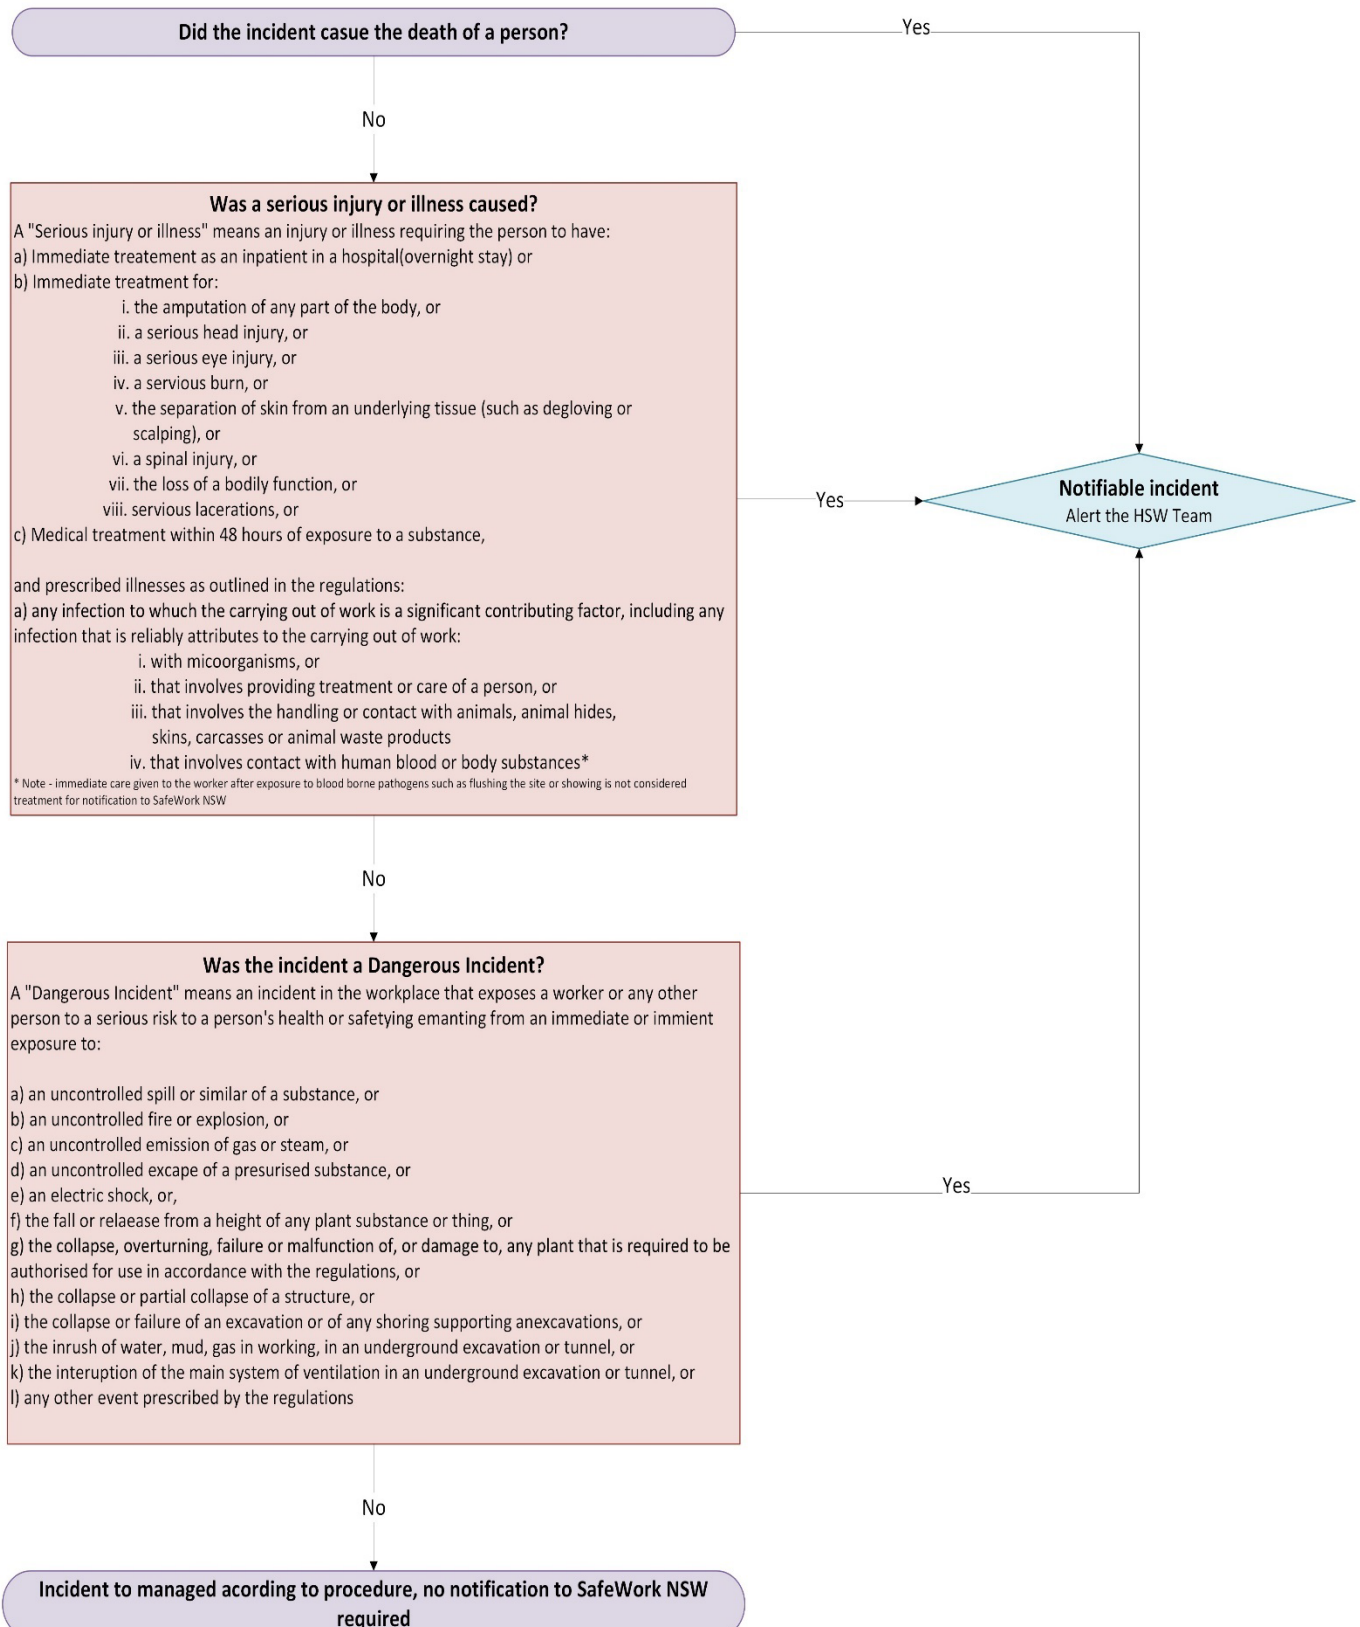 Did the incident casue the death of a person?
Yes
No
Was a serious injury or illness caused?
A "Serious injury or illness" means an injury or illness requiring the person to have:
a) Immediate treatement as an inpatient in a hospital(overnight stay) or
b) Immediate treatment for:
i. the amputation of any part of the body, or
ii. a serious head injury, or
iii. a serious eye injury, or
iv. a servious burn, or
v. the separation of skin from an underlying tissue (such as degloving or
scalping), or
vi. a spinal injury, or
vii. the loss of a bodily function, or
viii. servious lacerations, or
c) Medical treatment within 48 hours of exposure to a substance,
and prescribed illnesses as outlined in the regulations:
a) any infection to whuch the carrying out of work is a significant contributing factor, including any
infection that is reliably attributes to the carrying out of work:
i. with micoorganisms, or
ii. that involves providing treatment or care of a person, or
iii. that involves the handling or contact with animals, animal hides,
skins, carcasses or animal waste products
iv. that involves contact with human blood or body substances*
* Note - immediate care given to the worker after exposure to blood borne pathogens such as flushing the site or showing is not considered
treatment for notification to SafeWork NSW
Yes
Notifiable incident
Alert the HSW Team
No
Was the incident a Dangerous Incident?
A "Dangerous Incident" means an incident in the workplace that exposes a worker or any other
person to a serious risk to a person's health or safetying emanting from an immediate or immient
exposure to:
a) an uncontrolled spill or similar of a substance, or
b) an uncontrolled fire or explosion, or
c) an uncontrolled emission of gas or steam, or
d) an uncontrolled excape of a presurised substance, or
e) an electric shock, or,
f) the fall or relaease from a height of any plant substance or thing, or
g) the collapse, overturning, failure or malfunction of, or damage to, any plant that is required to be
authorised for use in accordance with the regulations, or
h) the collapse or partial collapse of a structure, or
i) the collapse or failure of an excavation or of any shoring supporting anexcavations, or
j) the inrush of water, mud, gas in working, in an underground excavation or tunnel, or
k) the interuption of the main system of ventilation in an underground excavation or tunnel, or
l) any other event prescribed by the regulations
Yes
No
Incident to managed acording to procedure, no notification to SafeWork NSW
required